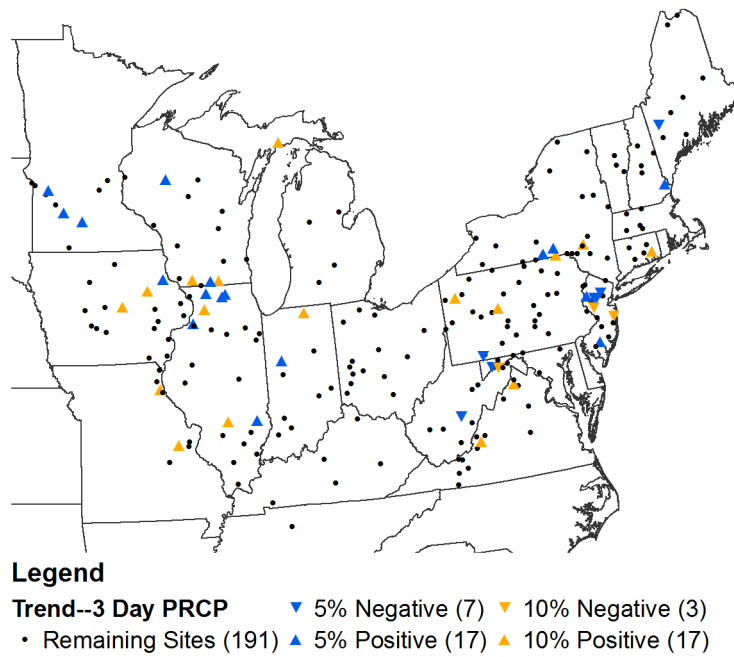 Legend
Trend--3 Day PRCP ▼ 5% Negative (7) ▼ 10% Negative (3)
• Remaining Sites (191) ▲ 5% Positive (17) ▲ 10% Positive (17)